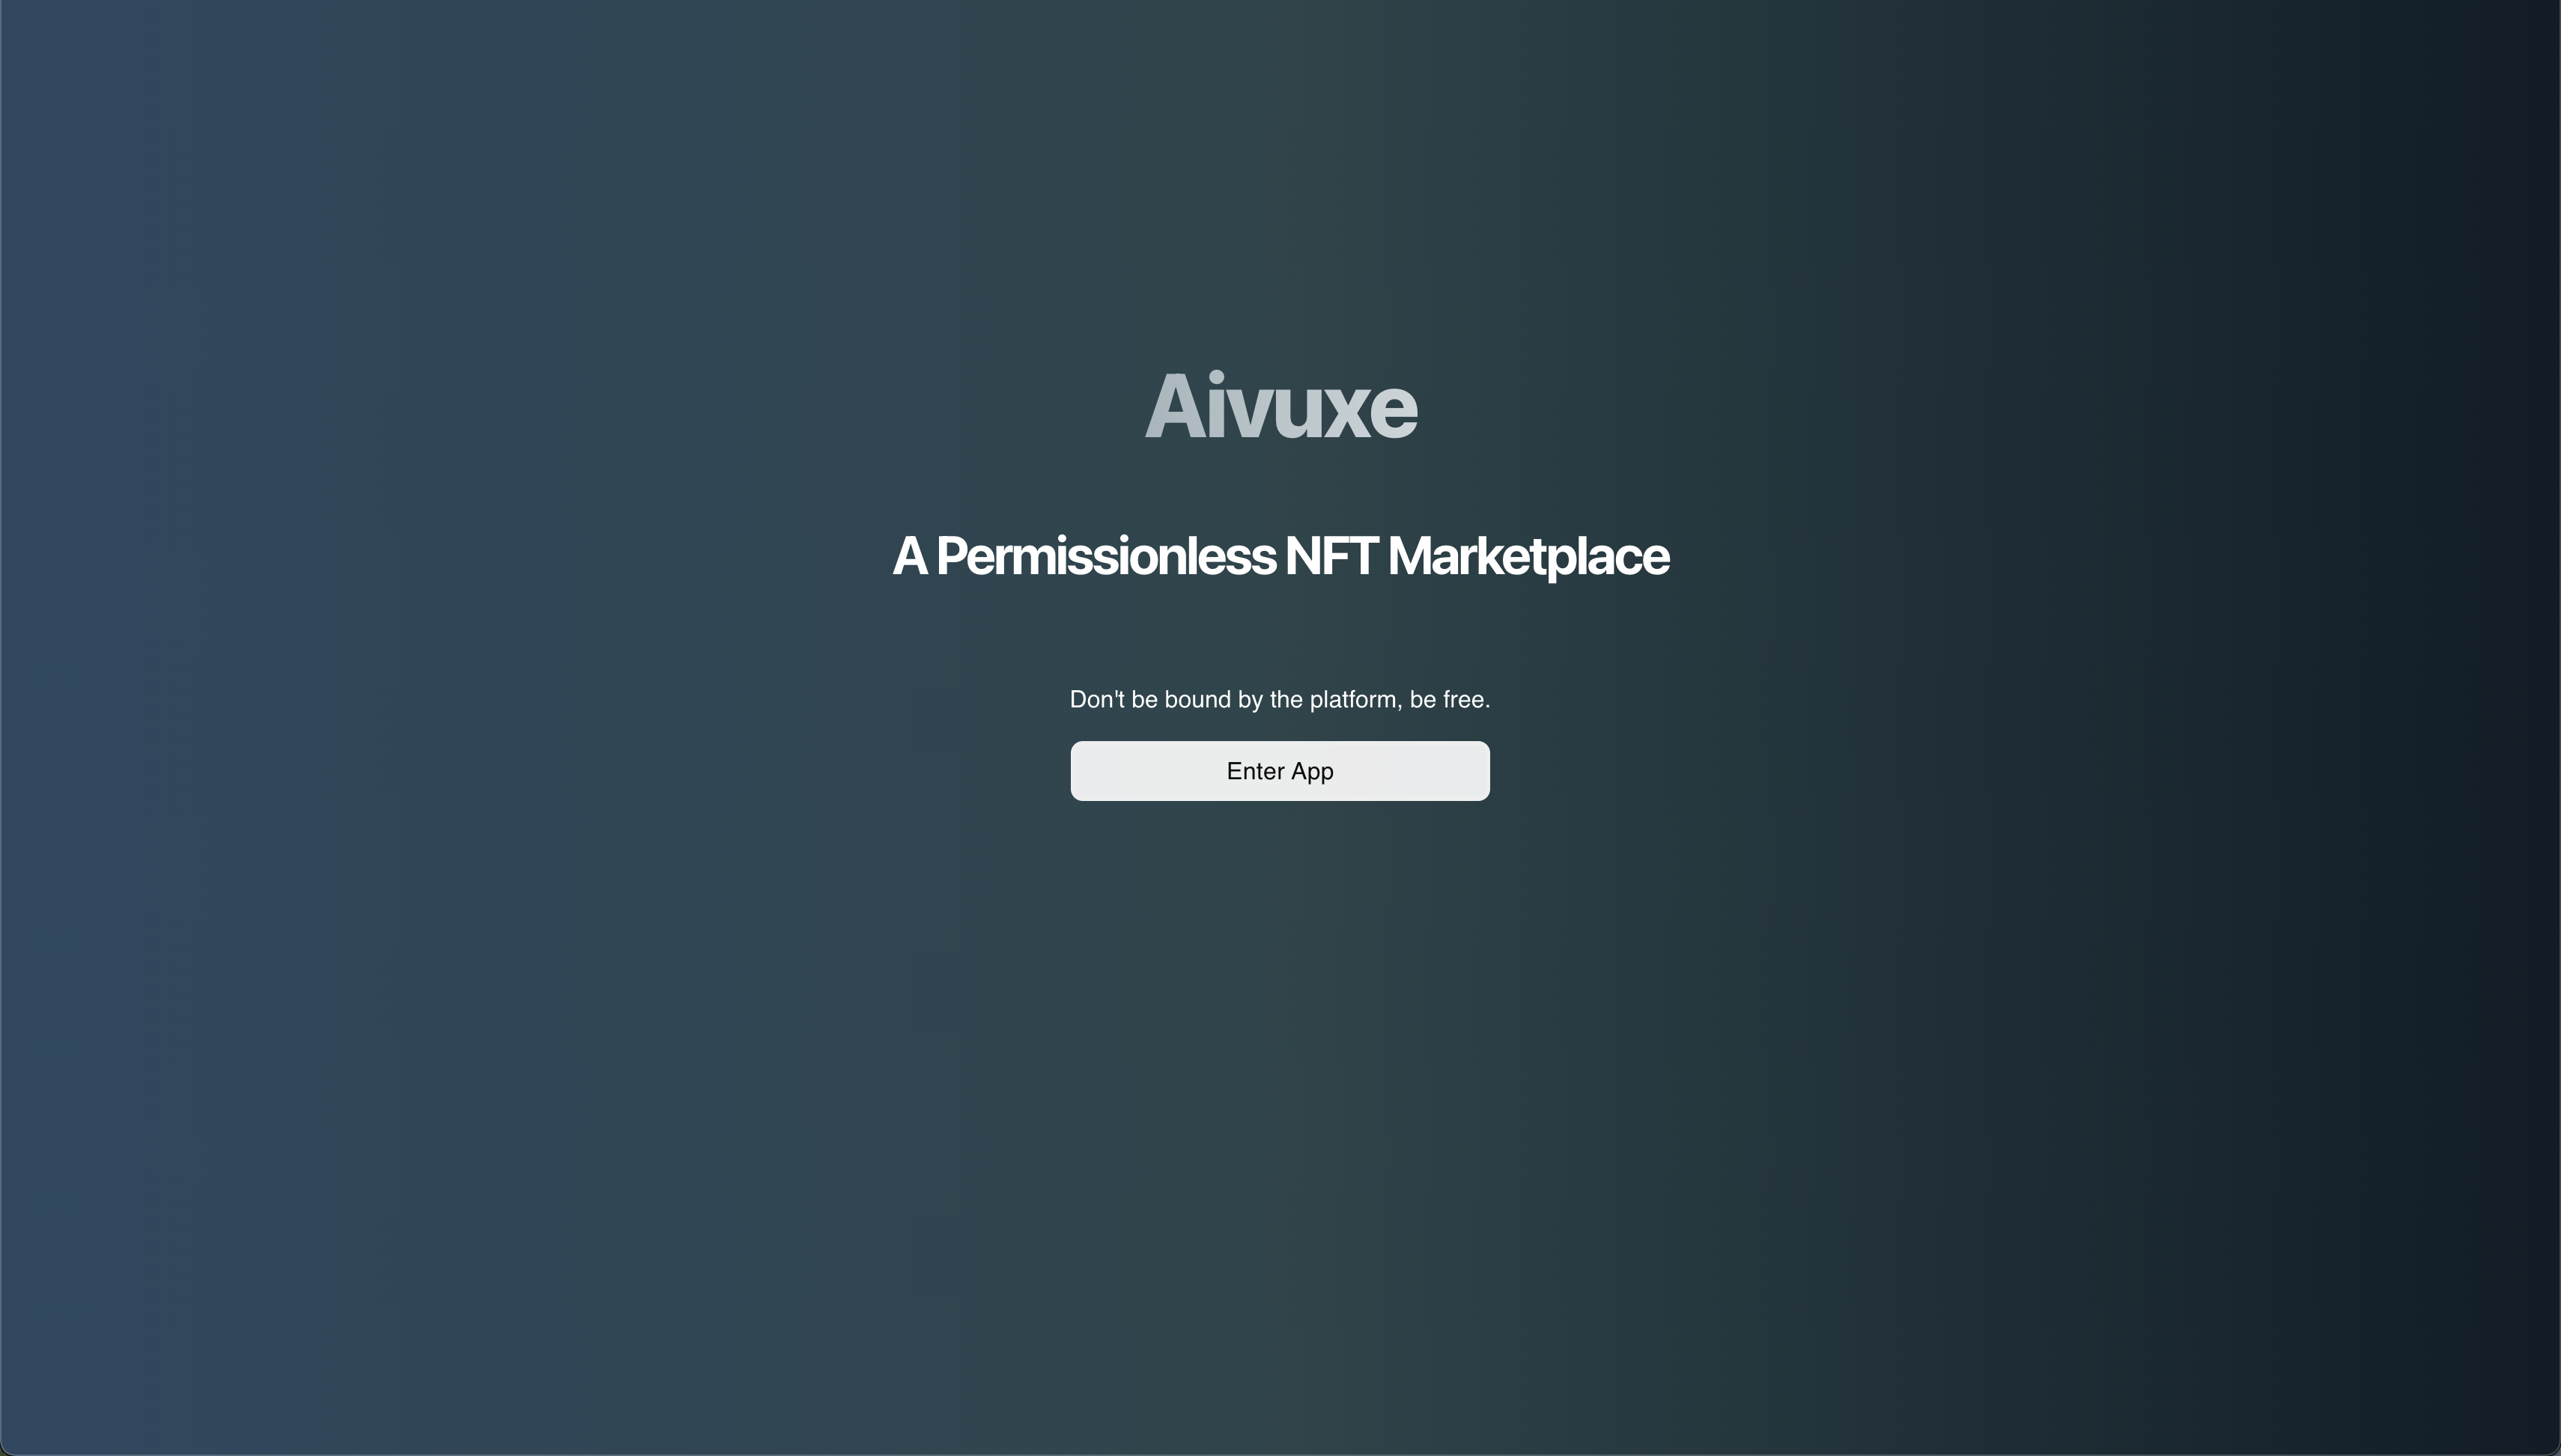 Aivuxe
A Permissionless NFT Marketplace
Don't be bound by the platform, be free.
Enter App